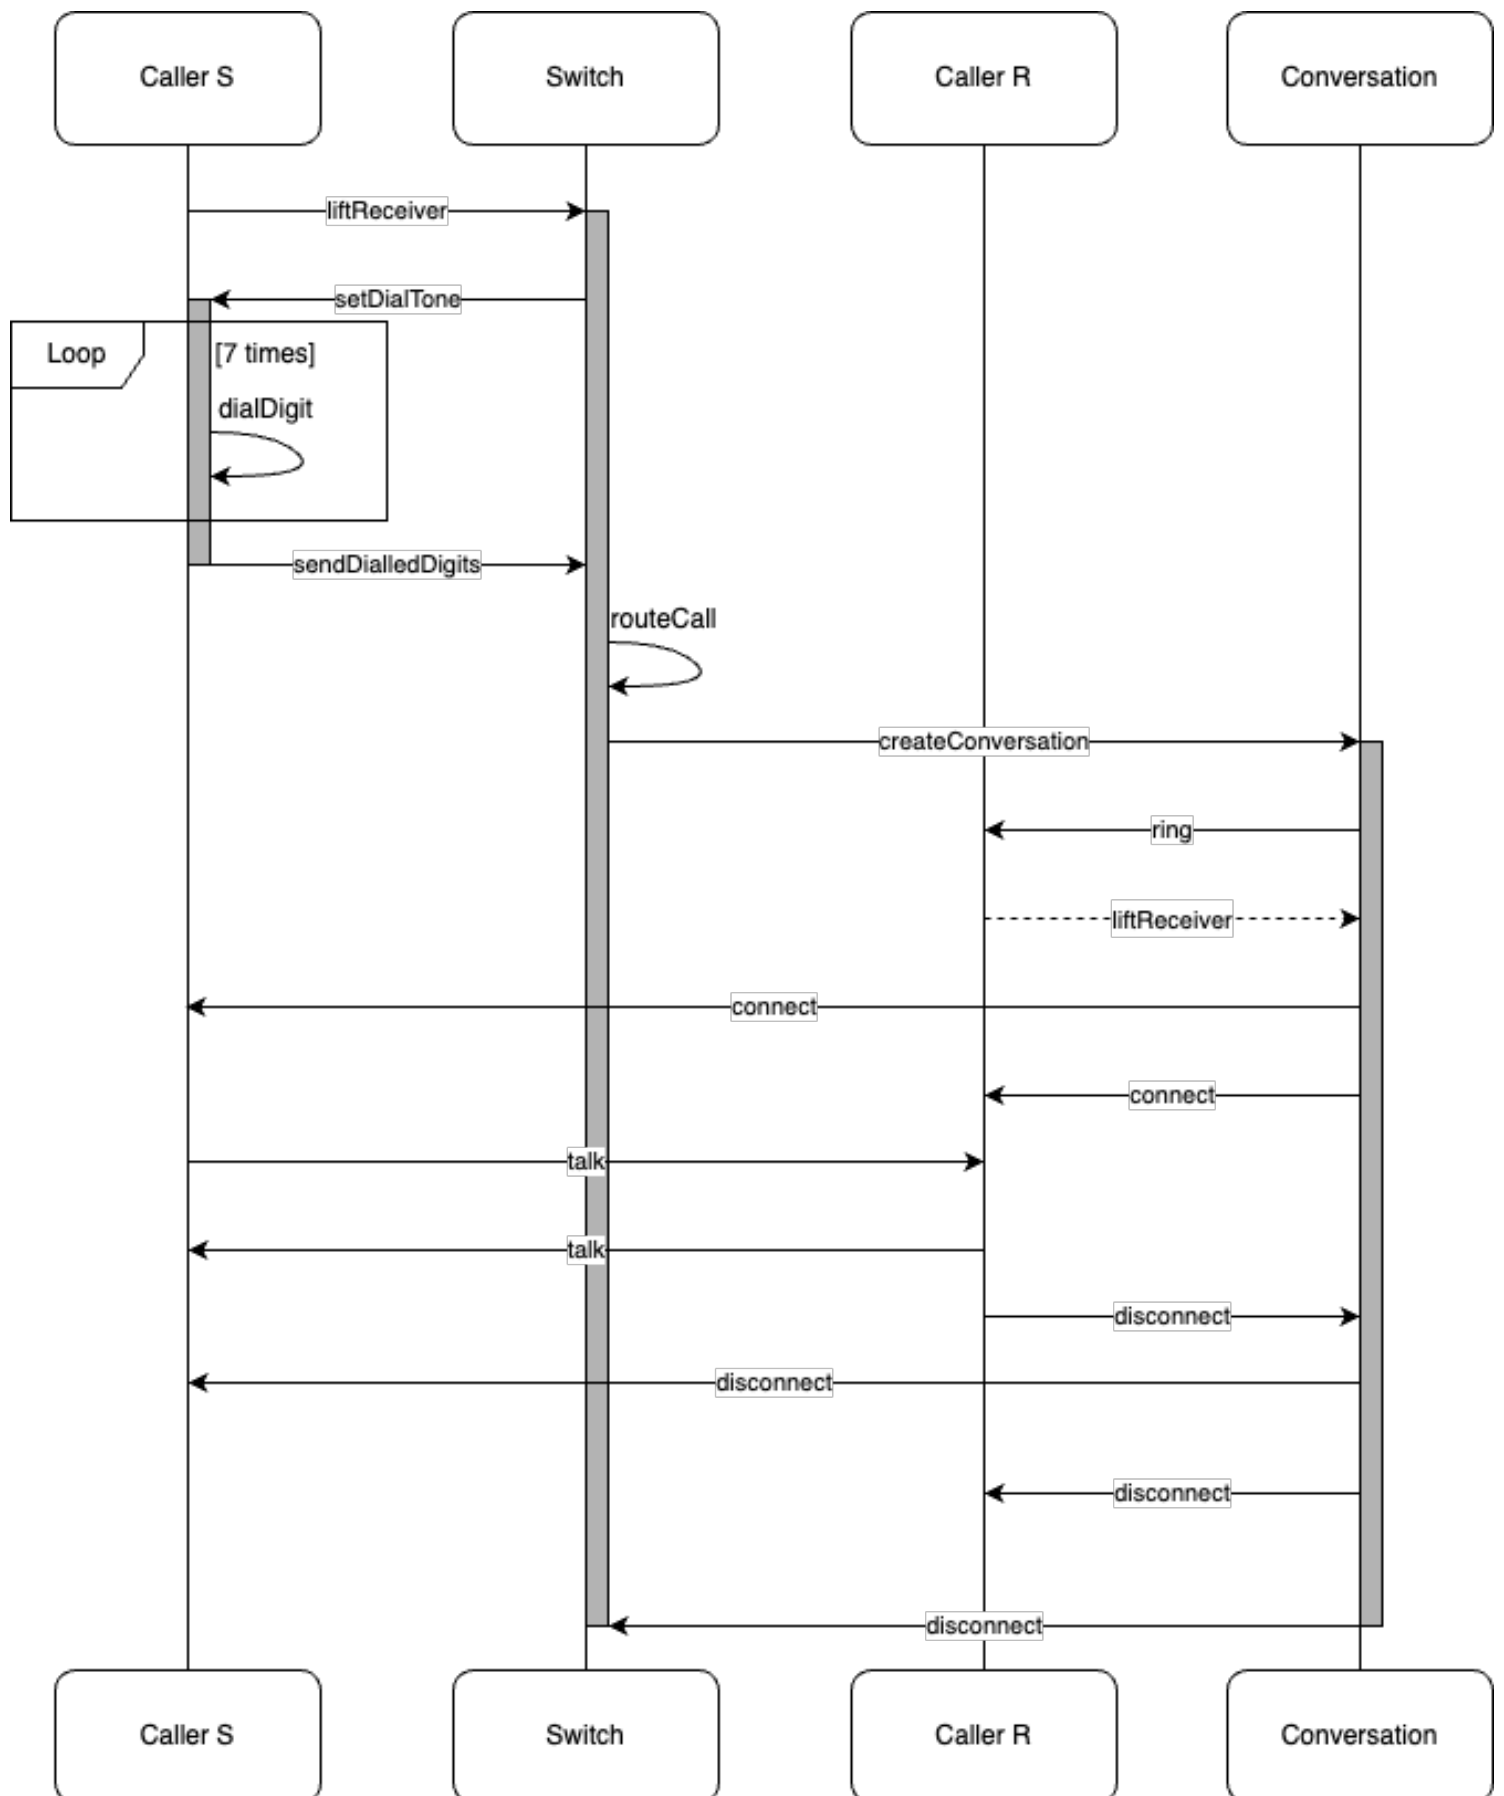 Caller S
Switch
Caller R
Conversation
liftReceiver
setDialTone
Loop
[7 times]
dialDigit
sendDialledDigits
routeCall
createConversation
ring
liftReceiver
connect
connect
talk
talk
disconnect
disconnect
disconnect
disconnect
Caller S
Switch
Caller R
Conversation